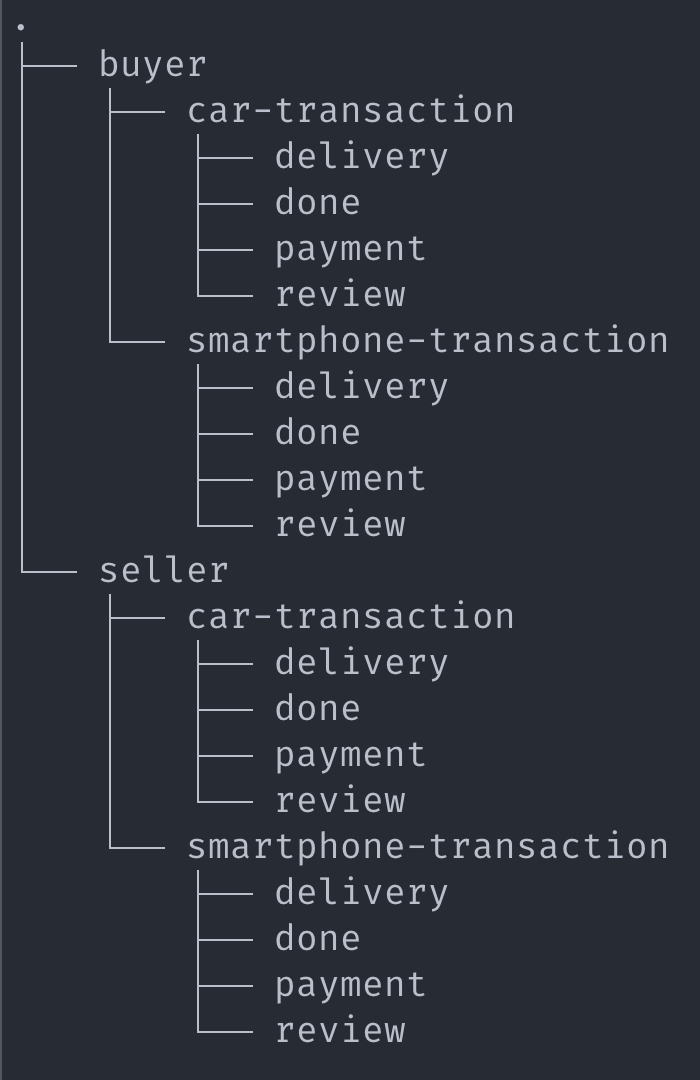 .
├── buyer
│   ├── car-transaction
│   │   ├── delivery
│   │   ├── done
│   │   ├── payment
│   │   └── review
│   └── smartphone-transaction
│       ├── delivery
│       ├── done
│       ├── payment
│       └── review
└── seller
    ├── car-transaction
    │   ├── delivery
    │   ├── done
    │   ├── payment
    │   └── review
    └── smartphone-transaction
        ├── delivery
        ├── done
        ├── payment
        └── review